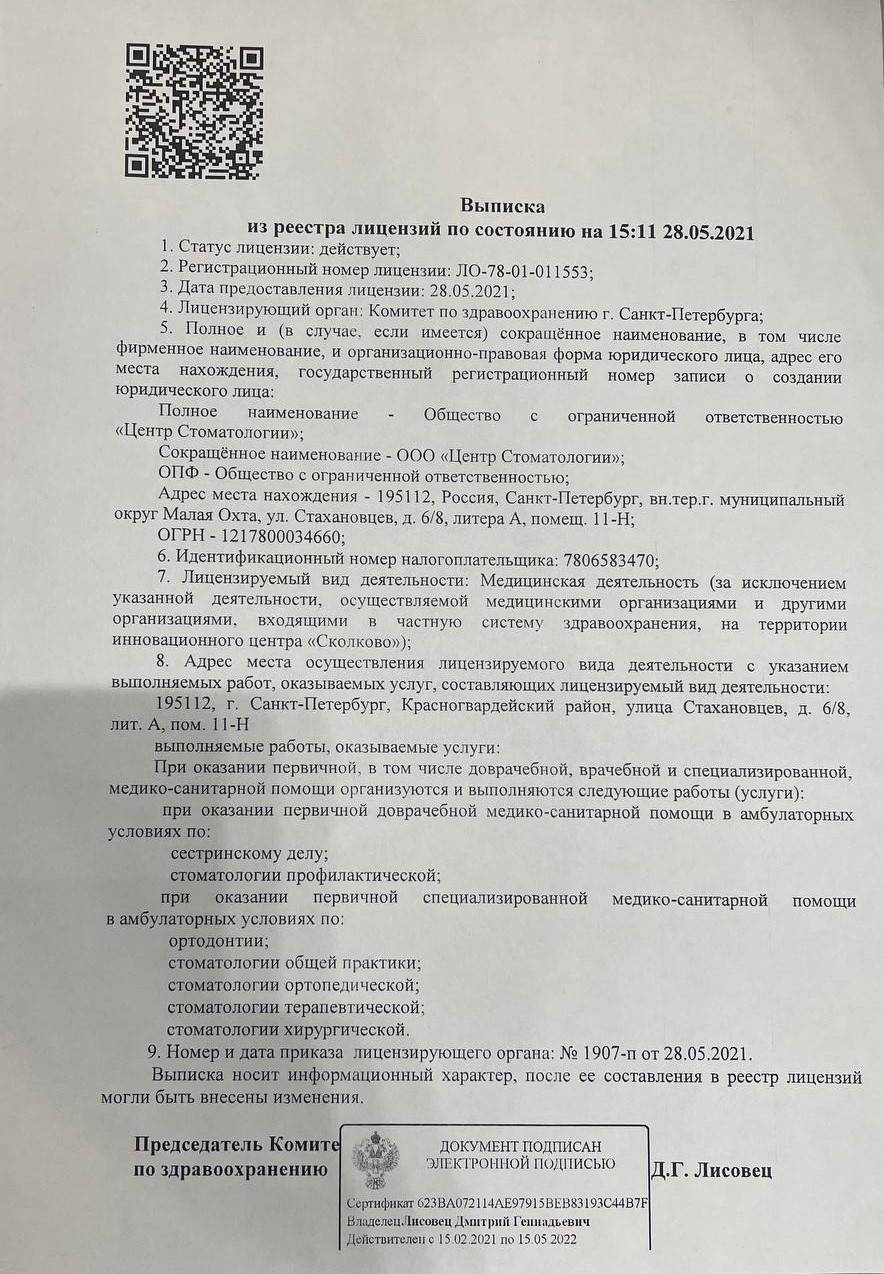 Выписка
из реестра лицензий по состоянию на 15:11 28.05.2021
1. Статус лицензии: действует;
2. Регистрационный номер лицензии: ЛО-78-01-011553;
3. Дата предоставления лицензии: 28.05.2021;
4. Лицензирующий орган: Комитет по здравоохранению г. Санкт-Петербурга;
5. Полное и (в случае, если имеется) сокращённое наименование, в том числе
фирменное наименование, и организационно-правовая форма юридического лица, адрес его
места нахождения, государственный регистрационный номер записи о создании
юридического лица:
Полное наименование - Общество с ограниченной ответственностью
«Центр Стоматологии»;
Сокращённое наименование - ООО «Центр Стоматологии»;
ОПФ - Общество с ограниченной ответственностью;
Адрес места нахождения - 195112, Россия, Санкт-Петербург, вн.тер.г. муниципальный
округ Малая Охта, ул. Стахановцев, д. 6/8, литера А, помещ. 11-Н;
ОГРН - 1217800034660;
6. Идентификационный номер налогоплательщика: 7806583470;
7. Лицензируемый вид деятельности: Медицинская деятельность (за исключением
указанной деятельности, осуществляемой медицинскими организациями и другими
организациями, входящими в частную систему здравоохранения, на территории
инновационного центра «Сколково»);
8. Адрес места осуществления лицензируемого вида деятельности с указанием
выполняемых работ, оказываемых услуг, составляющих лицензируемый вид деятельности:
195112, г. Санкт-Петербург, Красногвардейский район, улица Стахановцев, д. 6/8,
лит. А, пом. 11-Н
выполняемые работы, оказываемые услуги:
При оказании первичной, в том числе доврачебной, врачебной и специализированной,
медико-санитарной помощи организуются и выполняются следующие работы (услуги):
при оказании первичной доврачебной медико-санитарной помощи в амбулаторных
условиях по:
сестринскому делу;
стоматологии профилактической;
при оказании первичной специализированной медико-санитарной помощи
в амбулаторных условиях по:
ортодонтии;
стоматологии общей практики;
стоматологии ортопедической;
стоматологии терапевтической;
стоматологии хирургической.
9. Номер и дата приказа лицензирующего органа: № 1907-п от 28.05.2021.
Выписка носит информационный характер, после ее составления в реестр лицензий
могли быть внесены изменения.
Председатель Комите
по здравоохранению
ДОКУМЕНТ ПОДПИСАН
ЭЛЕКТРОННОЙ ПОДПИСЬЮ
Сертификат 623BA072114AE97915BEB83193C44B7F
Владелец Лисовец Дмитрий Геннадьевич
Действителен с 15.02.2021 по 15.05.2022
Д.Г. Лисовец